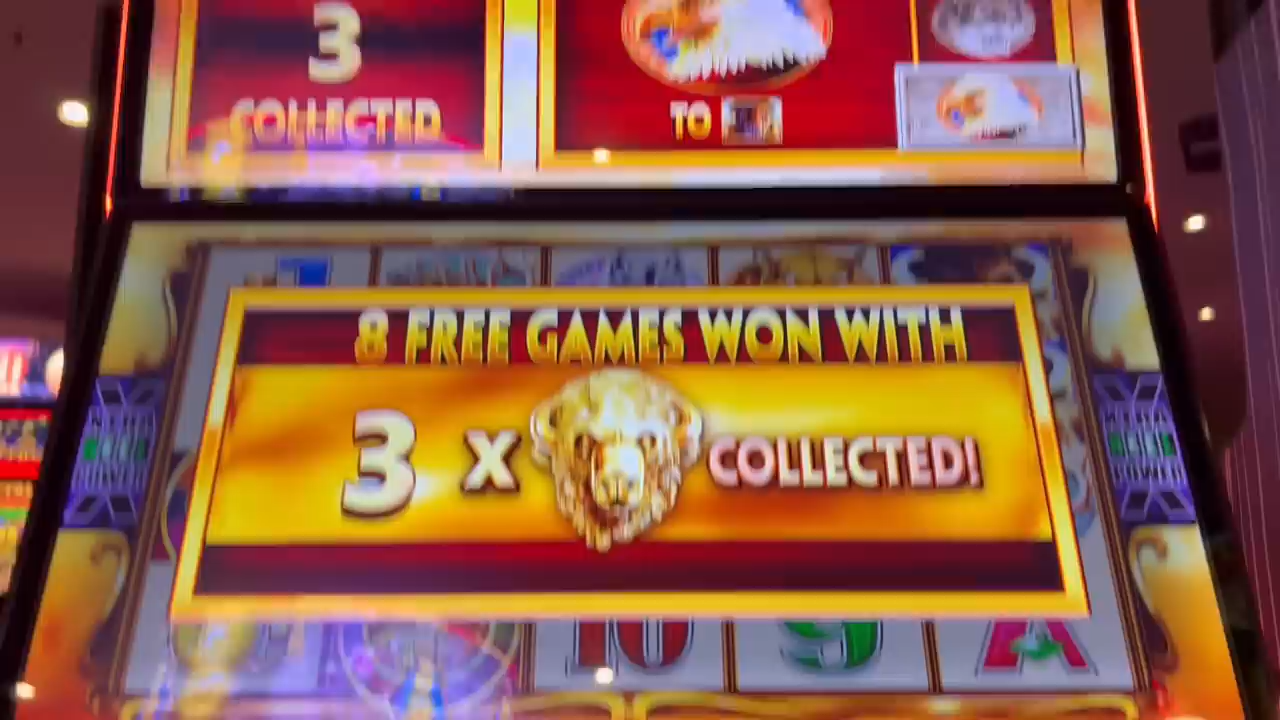 3
COLLECTED
TO
8 FREE GAMES WON WITH
3 X COLLECTED!
10 9 A